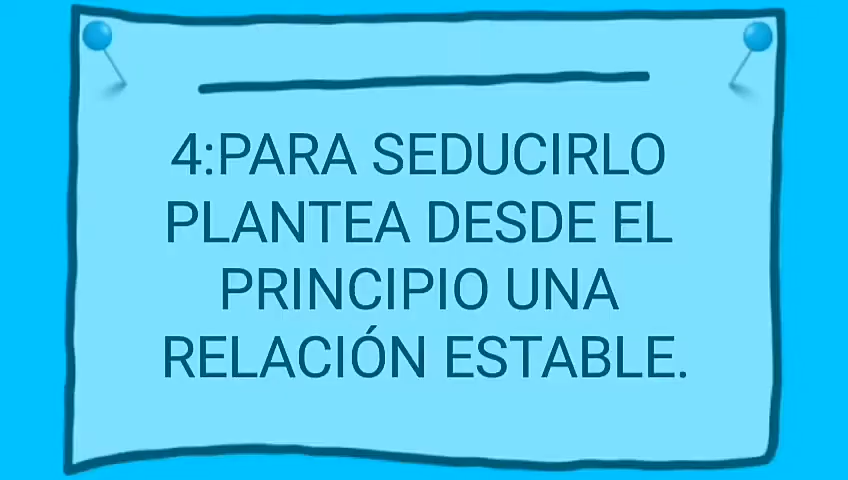 4:PARA SEDUCIRLO
PLANTEA DESDE EL
PRINCIPIO UNA
RELACIÓN ESTABLE.